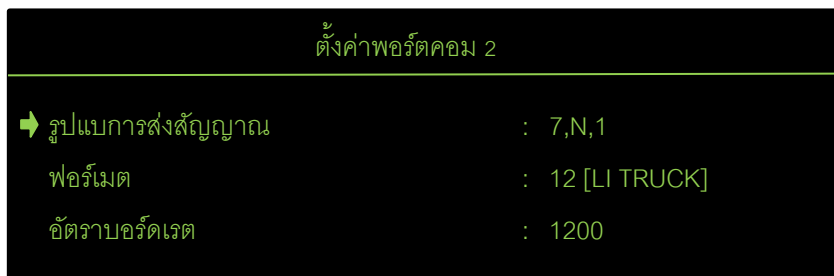 ตั้งค่าพอร์ตคอม 2
รูปแบบการส่งสัญญาณ : 7,N,1
ฟอร์เมต : 12 [LI TRUCK]
อัตราบอร์ดเรต : 1200